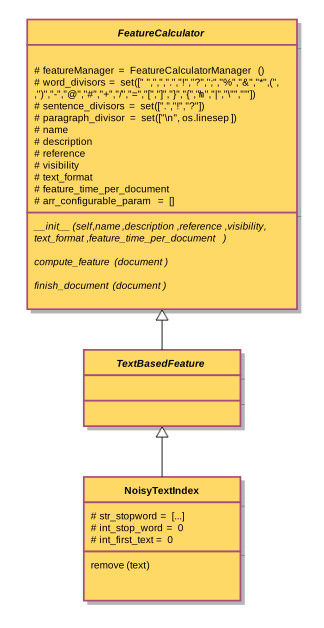 FeatureCalculator
# featureManager = FeatureCalculatorManager ()
# word_divisors = set([" ",",",".","!","?",";","%","&","*","(",
,")","-","@","#","+","/","=","[","]","}","{","%","|","\"",""])
# sentence_divisors = set([".","!","?"])
# paragraph_divisor = set(["\n", os.linesep])
# name
# description
# reference
# visibility
# text_format
# feature_time_per_document
# arr_configurable_param = []
__init__ (self,name ,description ,reference ,visibility,
text_format ,feature_time_per_document )
compute_feature (document )
finish_document (document )
TextBasedFeature
NoisyTextIndex
# str_stopword = [...]
# int_stop_word = 0
# int_first_text = 0
remove (text)